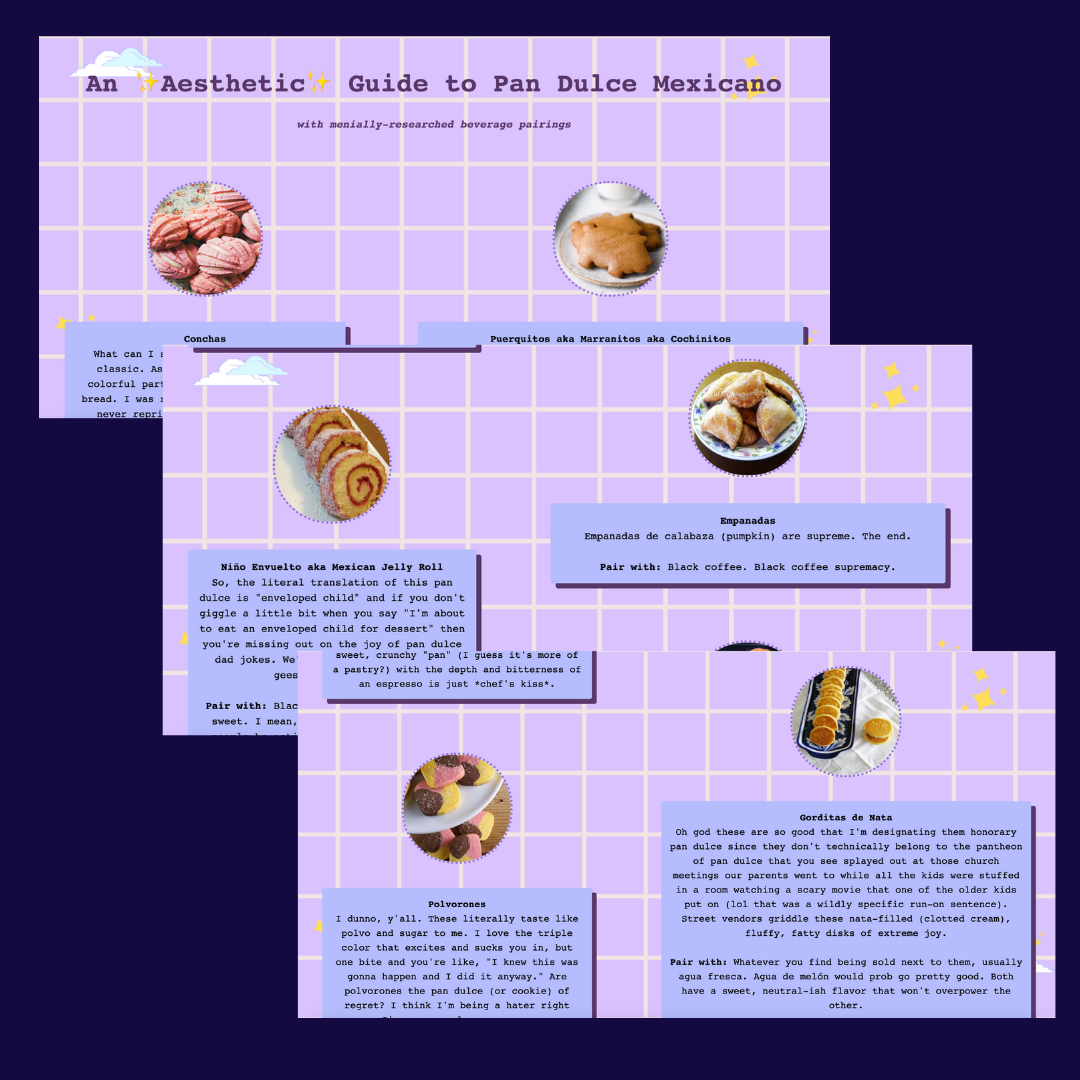 An ✨Aesthetic✨ Guide to Pan Dulce Mexicano
with menially-researched beverage pairings
Conchas
What can I
classic. As
colorful part
bread. I was
never repri
Puerquitos aka Marranitos aka Cochinitos
Niño Envuelto aka Mexican Jelly Roll
So, the literal translation of this pan
dulce is "enveloped child" and if you don't
giggle a little bit when you say "I'm about
to eat an enveloped child for dessert" then
you're missing out on the joy of pan dulce
dad jokes. We'
gees
Pair with: Blac
sweet. I mean,
Empanadas
Empanadas de calabaza (pumpkin) are supreme. The end.
Pair with: Black coffee. Black coffee supremacy.
sweet, crunchy "pan" (I guess it's more of
a pastry?) with the depth and bitterness of
an espresso is just *chef's kiss*.
Polvorones
I dunno, y'all. These literally taste like
polvo and sugar to me. I love the triple
color that excites and sucks you in, but
one bite and you're like, "I knew this was
gonna happen and I did it anyway." Are
polvorones the pan dulce (or cookie) of
regret? I think I'm being a hater right
Gorditas de Nata
Oh god these are so good that I'm designating them honorary
pan dulce since they don't technically belong to the pantheon
of pan dulce that you see splayed out at those church
meetings our parents went to while all the kids were stuffed
in a room watching a scary movie that one of the older kids
put on (lol that was a wildly specific run-on sentence).
Street vendors griddle these nata-filled (clotted cream),
fluffy, fatty disks of extreme joy.
Pair with: Whatever you find being sold next to them, usually
agua fresca. Agua de melón would prob go pretty good. Both
have a sweet, neutral-ish flavor that won't overpower the
other.